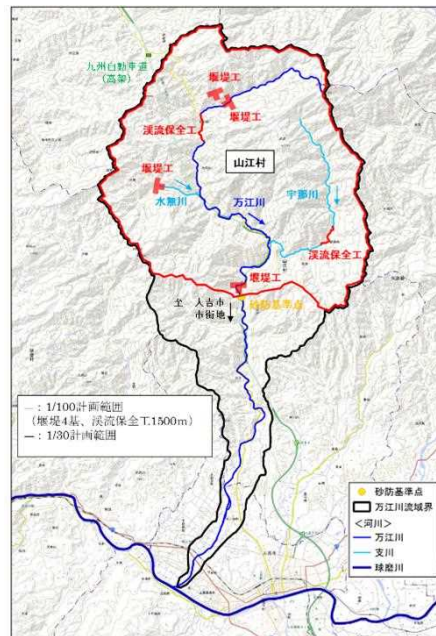 九州自動車道
(高架)
堰堤工
堰堤工
渓流保全工
山江村
堰堤工
水無川
万江川
宇那川
渓流保全工
堰堤工
至 人吉市
市街地
砂防基準点
― : 1/100計画範囲
(堰堤4基、渓流保全工1500m)
― : 1/30計画範囲
砂防基準点
万江川流域界
<河川>
万江川
支川
球磨川